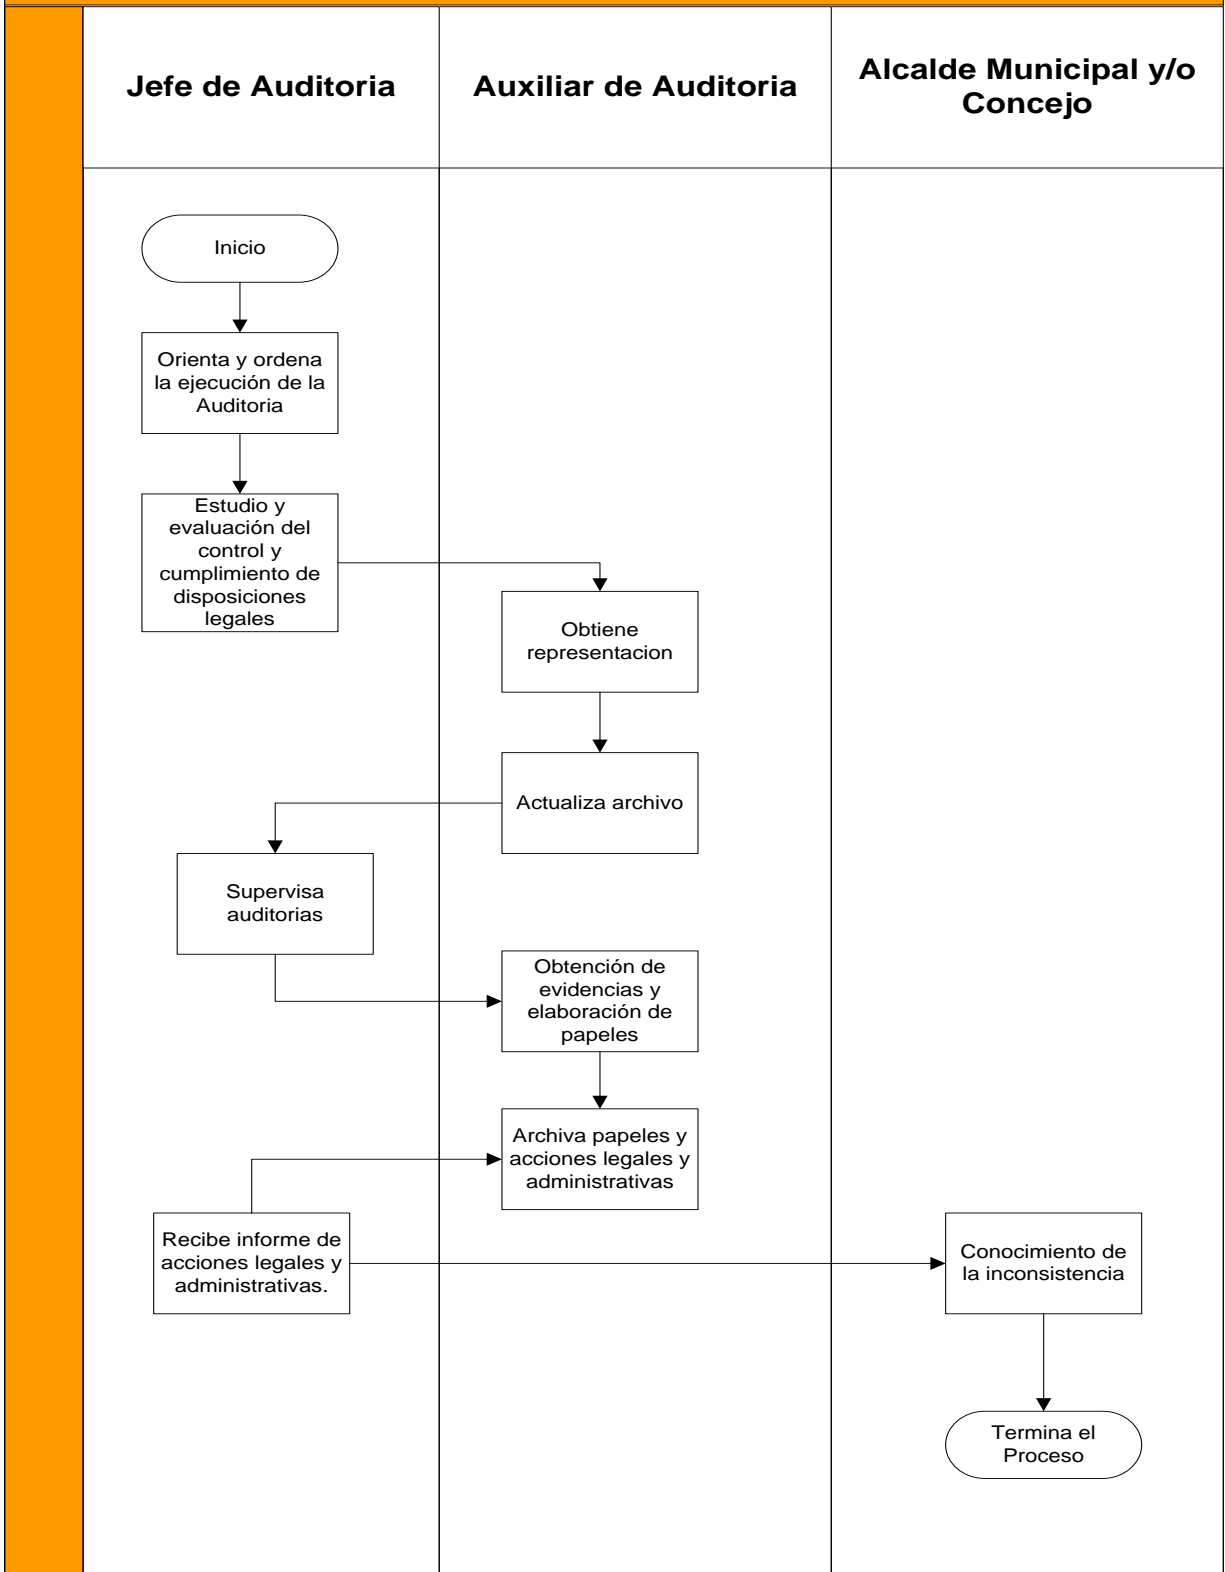 Jefe de Auditoria
Auxiliar de Auditoria
Alcalde Municipal y/o
Concejo
Inicio
Orienta y ordena
la ejecución de la
Auditoria
Estudio y
evaluación del
control y
cumplimiento de
disposiciones
legales
Obtiene
representacion
Actualiza archivo
Supervisa
auditorias
Obtención de
evidencias y
elaboración de
papeles
Archiva papeles y
acciones legales y
administrativas
Recibe informe de
acciones legales y
administrativas.
Conocimiento de
la inconsistencia
Termina el
Proceso